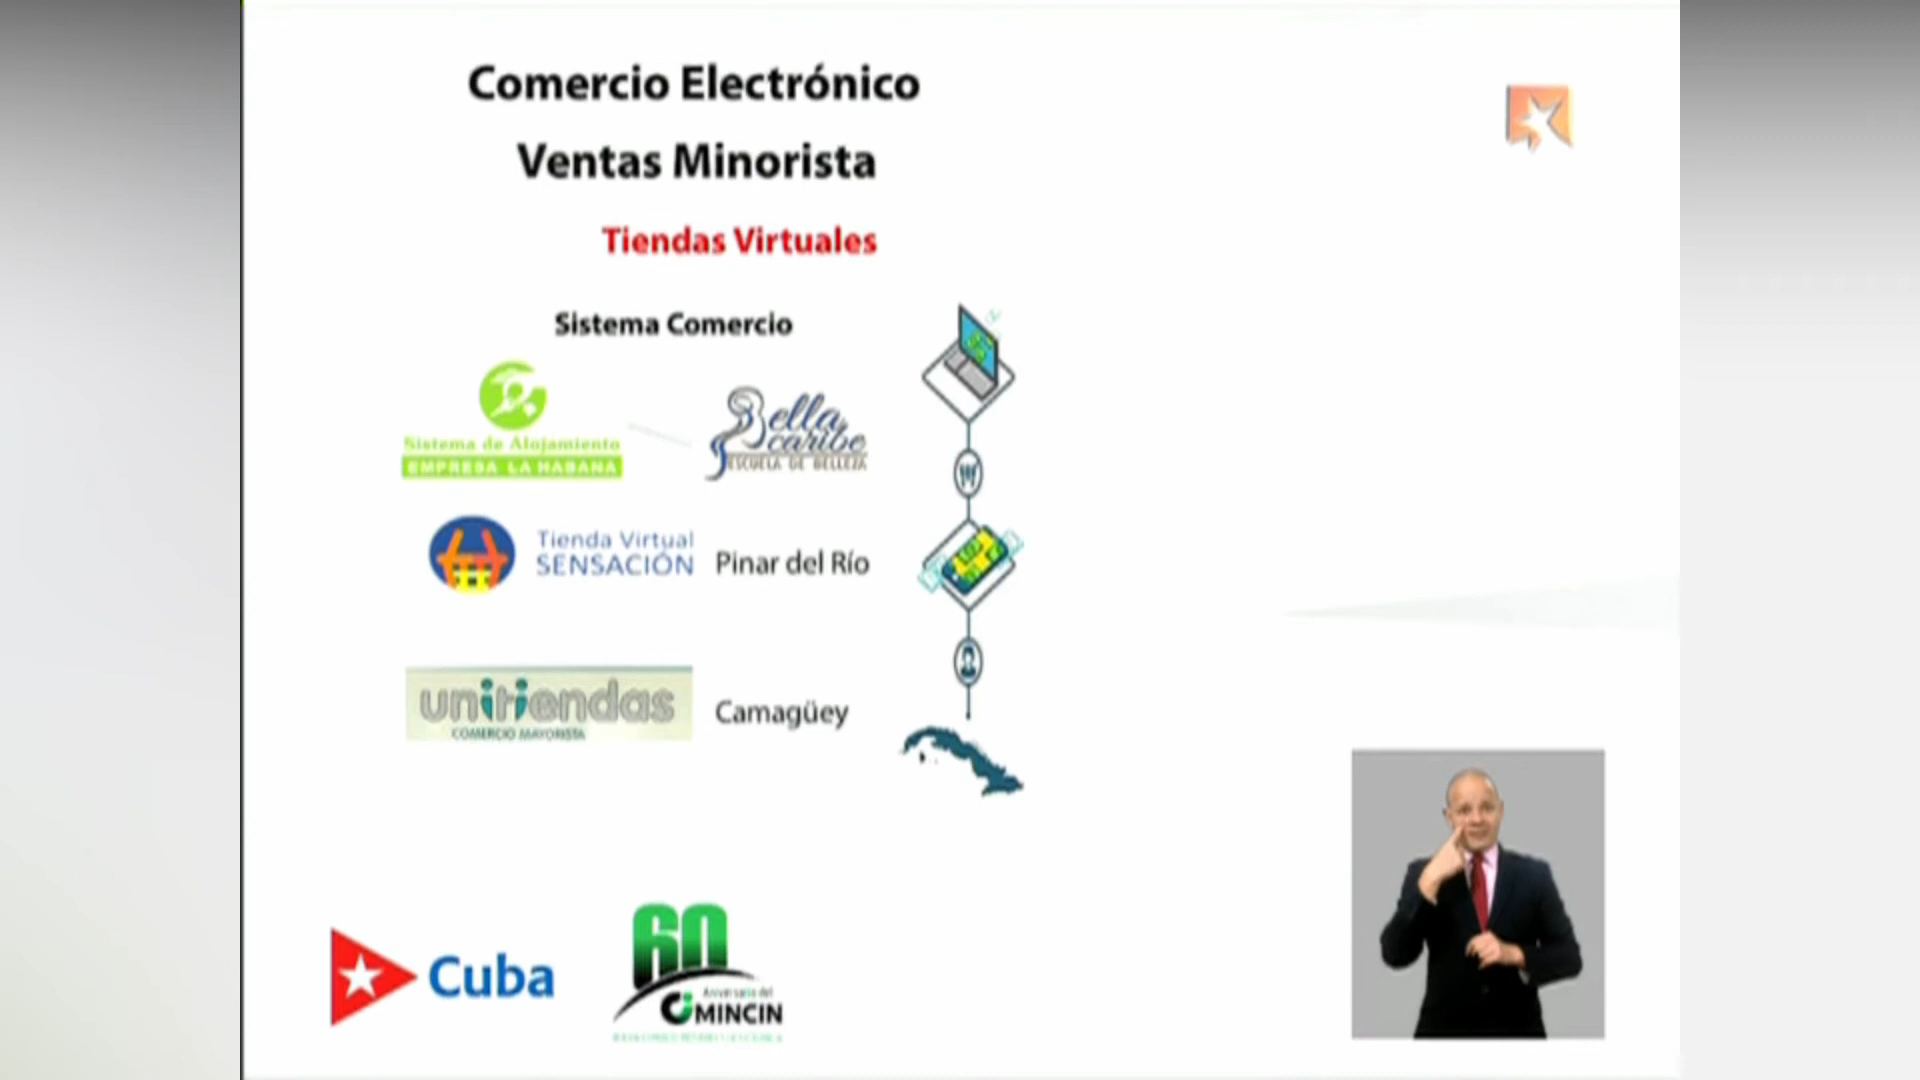 Comercio Electrónico
Ventas Minorista
Tiendas Virtuales
Sistema Comercio
Sistema de Alojamiento
EMPRESA LA HABANA
Bella
caribe
ESCUELA DE BELLEZA
Tienda Virtual
SENSACIÓN
Pinar del Río
unitiendas
COMERCIO MAYORISTA
Camagüey
Cuba
60
Aniversario del
MINCIN